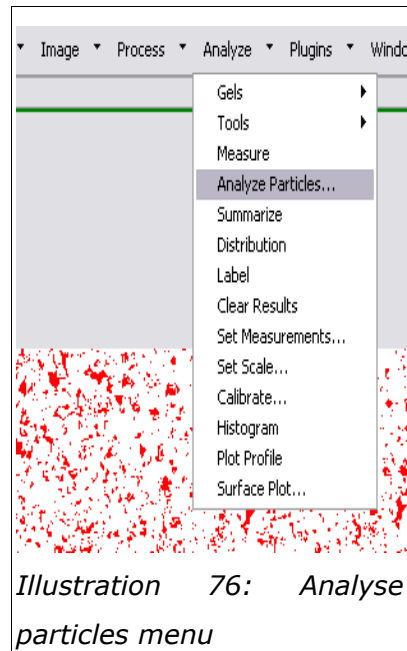 Image Process Analyze Plugins Windo
Gels
Tools
Measure
Analyze Particles...
Summarize
Distribution
Label
Clear Results
Set Measurements...
Set Scale...
Calibrate...
Histogram
Plot Profile
Surface Plot...
Illustration 76: Analyse
particles menu